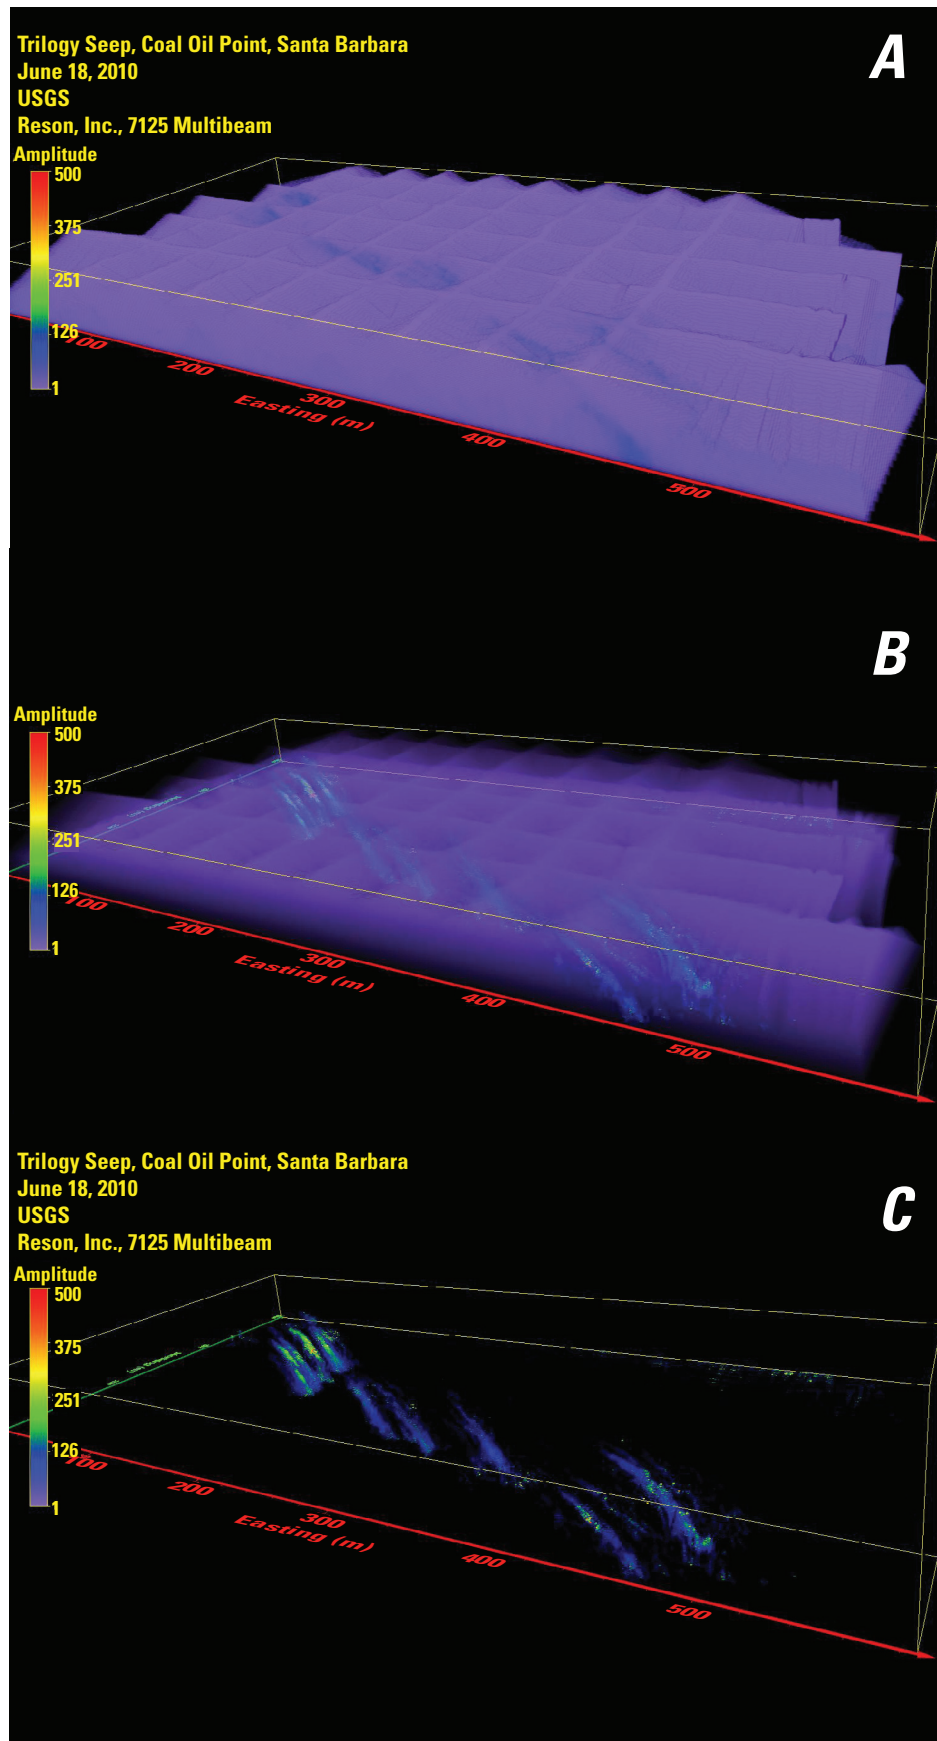 Trilogy Seep, Coal Oil Point, Santa Barbara
June 18, 2010
USGS
Reson, Inc., 7125 Multibeam
A
Amplitude
500
375
251
126
1
100
200
300
400
500
Easting (m)
B
Amplitude
500
375
251
126
1
100
200
300
400
500
Easting (m)
Trilogy Seep, Coal Oil Point, Santa Barbara
June 18, 2010
USGS
Reson, Inc., 7125 Multibeam
C
Amplitude
500
375
251
126
1
100
200
300
400
500
Easting (m)